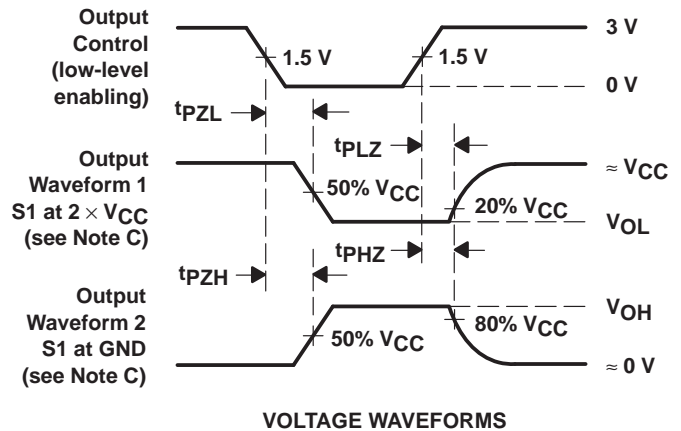 Output
Control
(low-level
enabling)
1.5 V
1.5 V
3 V
0 V
tPZL
tPLZ
Output
Waveform 1
S1 at 2 × VCC
(see Note C)
50% VCC
20% VCC
≈ VCC
VOL
tPZH
tPHZ
Output
Waveform 2
S1 at GND
(see Note C)
50% VCC
80% VCC
VOH
≈ 0 V
VOLTAGE WAVEFORMS